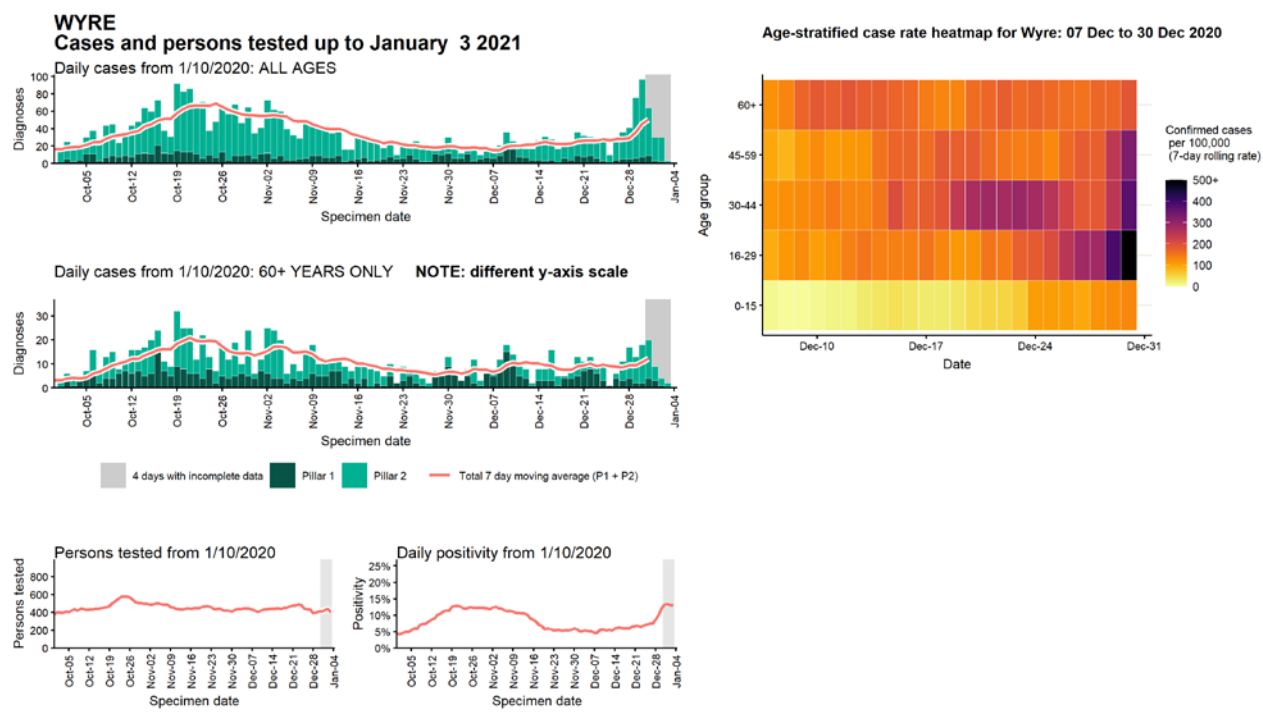 WYRE
Cases and persons tested up to January 3 2021
Daily cases from 1/10/2020: ALL AGES
Diagnoses
100
80
60
40
20
0
Oct-05
Oct-12
Oct-19
Oct-26
Nov-02
Nov-09
Nov-16
Nov-23
Nov-30
Dec-07
Dec-14
Dec-21
Dec-28
Jan-04
Specimen date
Daily cases from 1/10/2020: 60+ YEARS ONLY NOTE: different y-axis scale
Diagnoses
30
20
10
0
Oct-05
Oct-12
Oct-19
Oct-26
Nov-02
Nov-09
Nov-16
Nov-23
Nov-30
Dec-07
Dec-14
Dec-21
Dec-28
Jan-04
Specimen date
4 days with incomplete data Pillar 1 Pillar 2 Total 7 day moving average (P1 + P2)
Persons tested from 1/10/2020
Persons tested
800
600
400
200
0
Oct-05
Oct-12
Oct-19
Oct-26
Nov-02
Nov-09
Nov-16
Nov-23
Nov-30
Dec-07
Dec-14
Dec-21
Dec-28
Jan-04
Specimen date
Daily positivity from 1/10/2020
Positivity
25%
20%
15%
10%
5%
0%
Oct-05
Oct-12
Oct-19
Oct-26
Nov-02
Nov-09
Nov-16
Nov-23
Nov-30
Dec-07
Dec-14
Dec-21
Dec-28
Jan-04
Specimen date
Age-stratified case rate heatmap for Wyre: 07 Dec to 30 Dec 2020
Age group
60+
45-59
30-44
16-29
0-15
Dec-10
Dec-17
Dec-24
Dec-31
Date
Confirmed cases
per 100,000
(7-day rolling rate)
500+
400
300
200
100
0